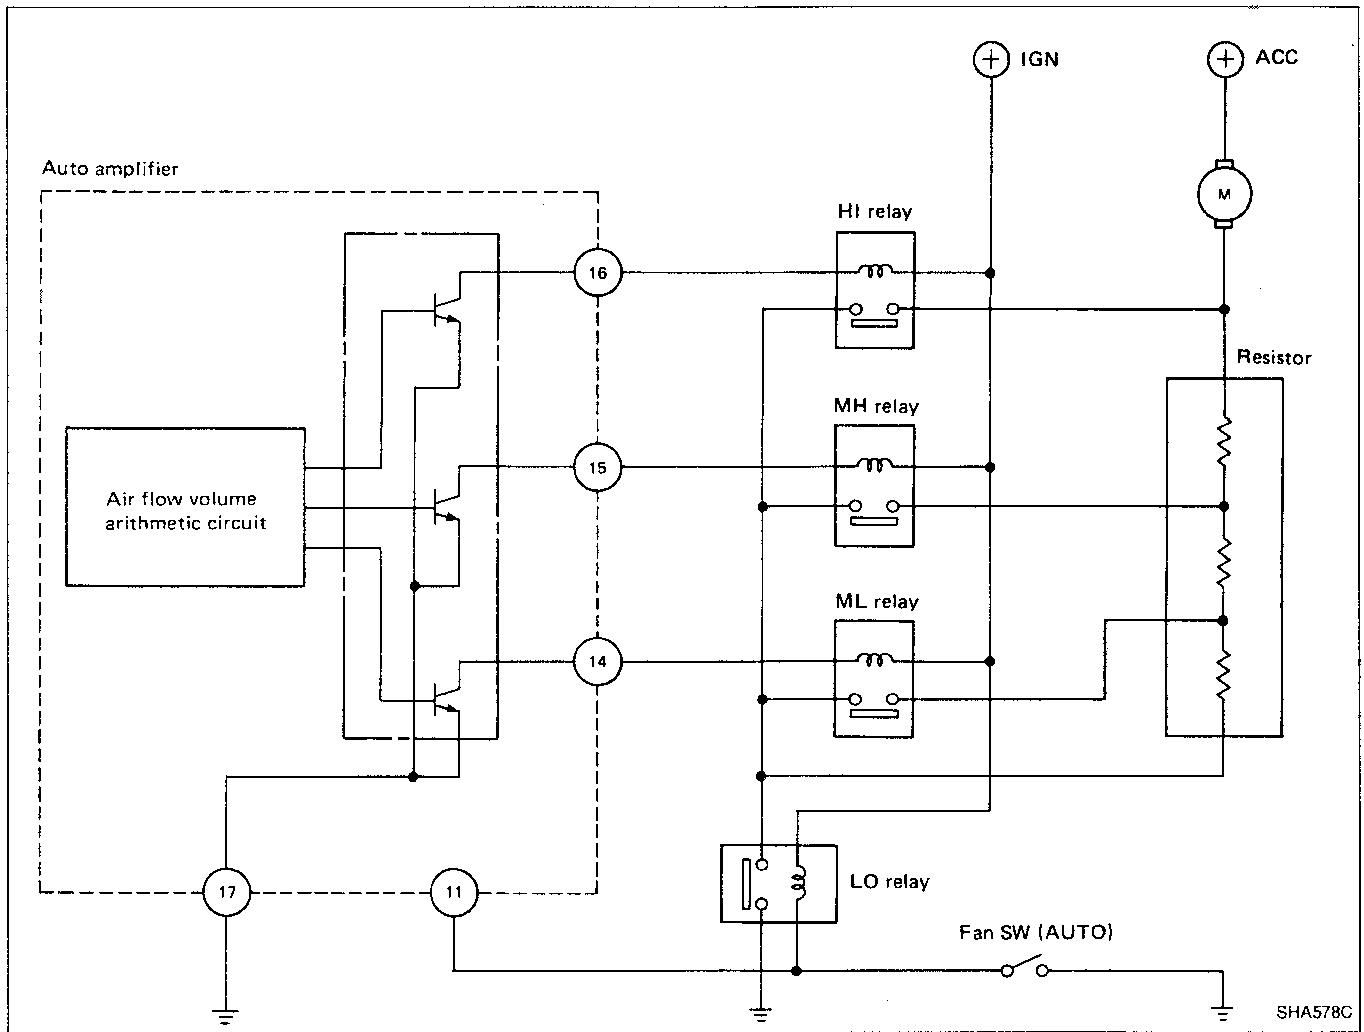 IGN
ACC
Auto amplifier
M
HI relay
16
Resistor
MH relay
15
Air flow volume
arithmetic circuit
ML relay
14
17
11
LO relay
Fan SW (AUTO)
SHA578C